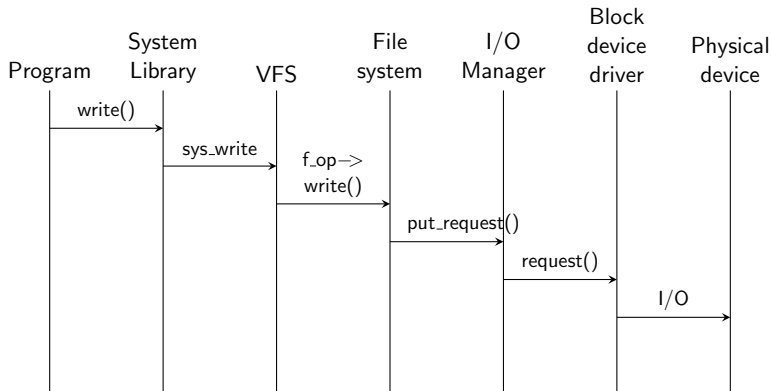 Program
System
Library
VFS
File
system
I/O
Manager
Block
device
driver
Physical
device
write()
sys_write
f_op->
write()
put_request()
request()
I/O